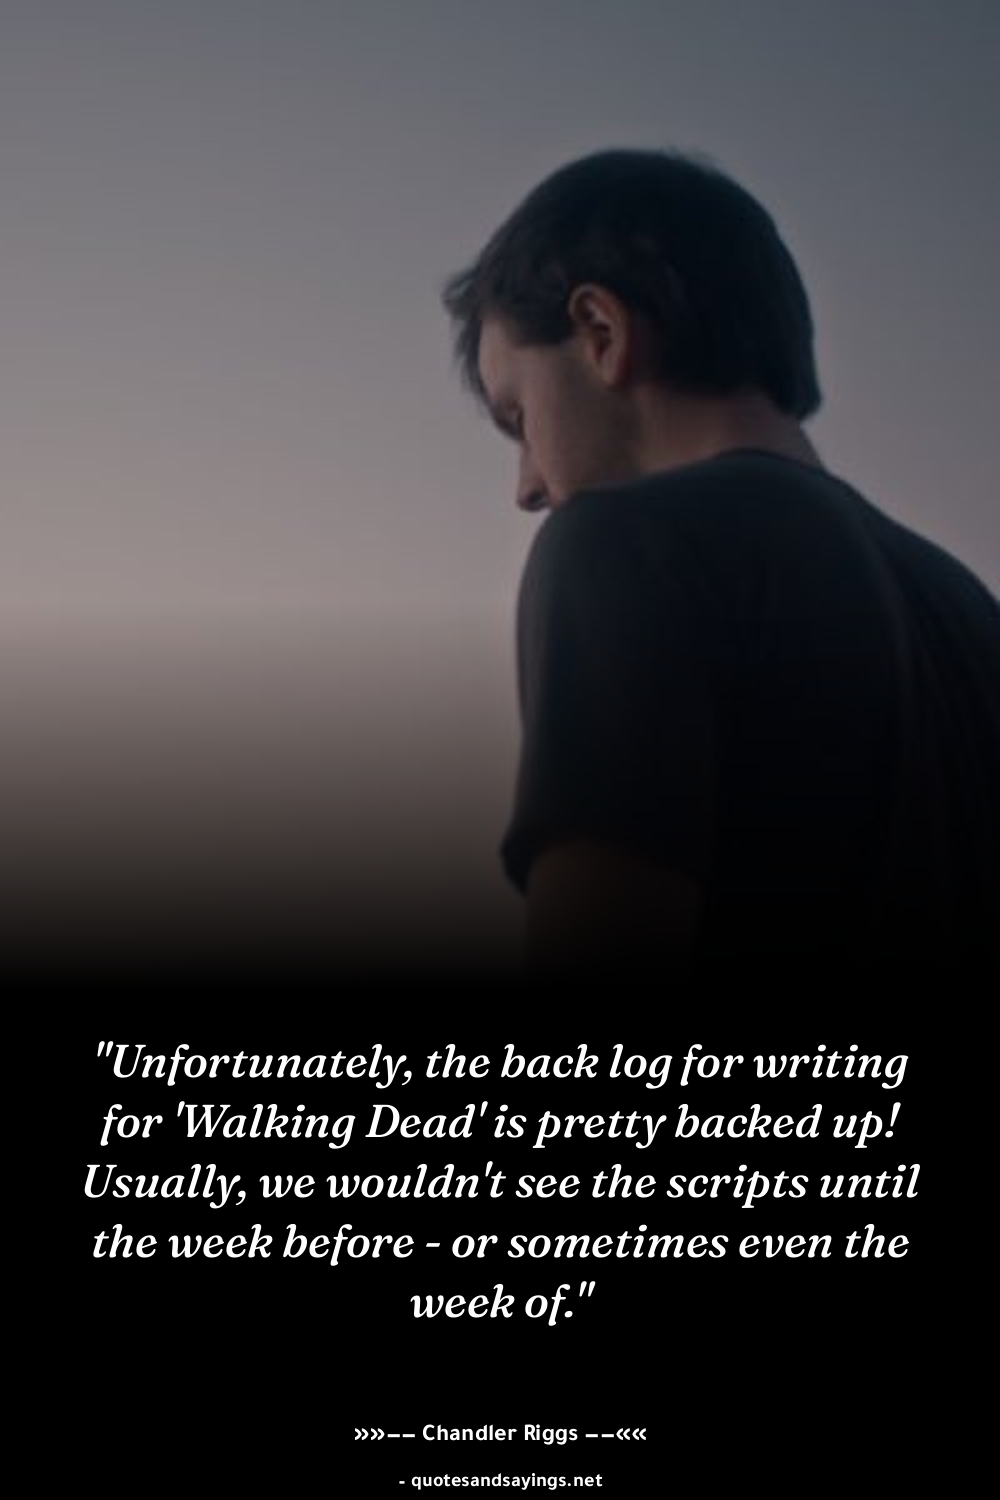 "Unfortunately, the back log for writing
for 'Walking Dead' is pretty backed up!
Usually, we wouldn't see the scripts until
the week before - or sometimes even the
week of."
»»–– Chandler Riggs ––««
- quotesandsayings.net